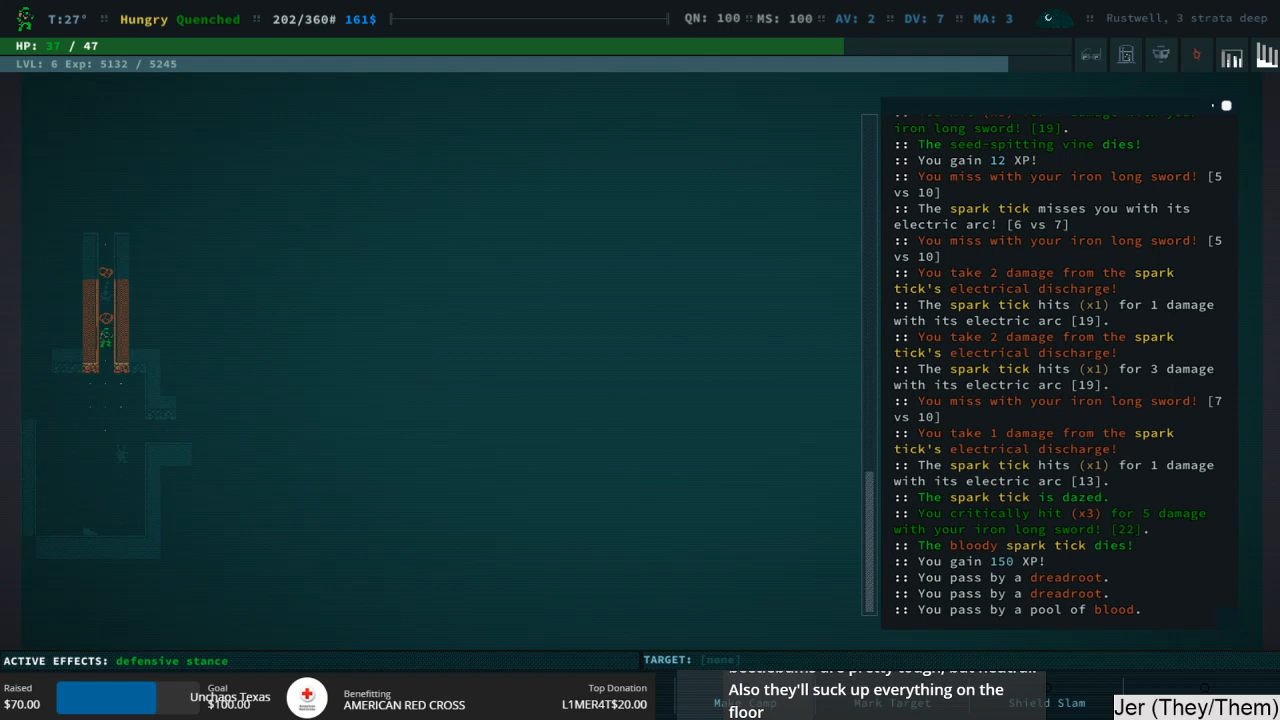 T:27° :: Hungry Quenched :: 202/360# 161$ QN: 100 :: MS: 100 :: AV: 2 :: DV: 7 :: MA: 3 :: Rustwell, 3 strata deep
HP: 37 / 47
LVL: 6 Exp: 5132 / 5245
iron long sword! [19].
:: The seed-spitting vine dies!
:: You gain 12 XP!
:: You miss with your iron long sword! [5
vs 10]
:: The spark tick misses you with its
electric arc! [6 vs 7]
:: You miss with your iron long sword! [5
vs 10]
:: You take 2 damage from the spark
tick's electrical discharge!
:: The spark tick hits (x1) for 1 damage
with its electric arc [19].
:: You take 2 damage from the spark
tick's electrical discharge!
:: The spark tick hits (x1) for 3 damage
with its electric arc [19].
:: You miss with your iron long sword! [7
vs 10]
:: You take 1 damage from the spark
tick's electrical discharge!
:: The spark tick hits (x1) for 1 damage
with its electric arc [13].
:: The spark tick is dazed.
:: You critically hit (x3) for 5 damage
with your iron long sword! [22].
:: The bloody spark tick dies!
:: You gain 150 XP!
:: You pass by a dreadroot.
:: You pass by a dreadroot.
:: You pass by a pool of blood.
ACTIVE EFFECTS: defensive stance
TARGET: [none]
Raised
$70.00
Goal
$100.00
Unchags Texas
Benefitting
AMERICAN RED CROSS
Top Donation
L1MER4T$20.00
Also they'll suck up everything on the
floor
Make Camp
Mark Target
Shield Slam
Jer (They/Them)